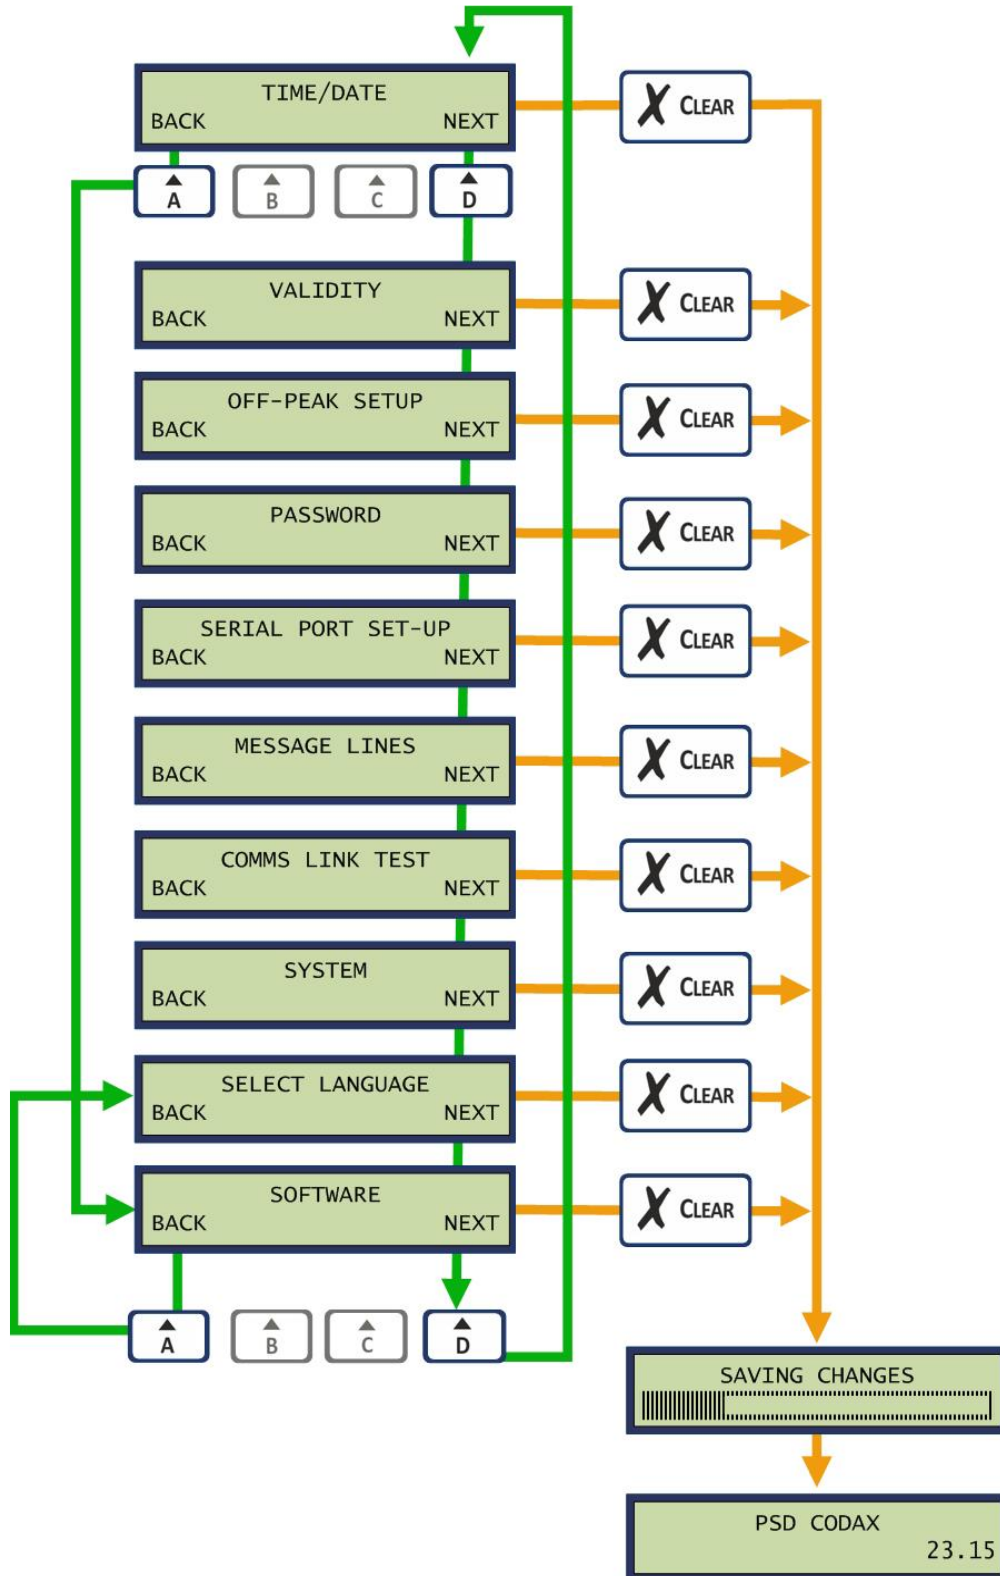 TIME/DATE
BACK NEXT
CLEAR
A B C D
VALIDITY
BACK NEXT
CLEAR
OFF-PEAK SETUP
BACK NEXT
CLEAR
PASSWORD
BACK NEXT
CLEAR
SERIAL PORT SET-UP
BACK NEXT
CLEAR
MESSAGE LINES
BACK NEXT
CLEAR
COMMS LINK TEST
BACK NEXT
CLEAR
SYSTEM
BACK NEXT
CLEAR
SELECT LANGUAGE
BACK NEXT
CLEAR
SOFTWARE
BACK NEXT
CLEAR
A B C D
SAVING CHANGES
PSD CODAX
23.15